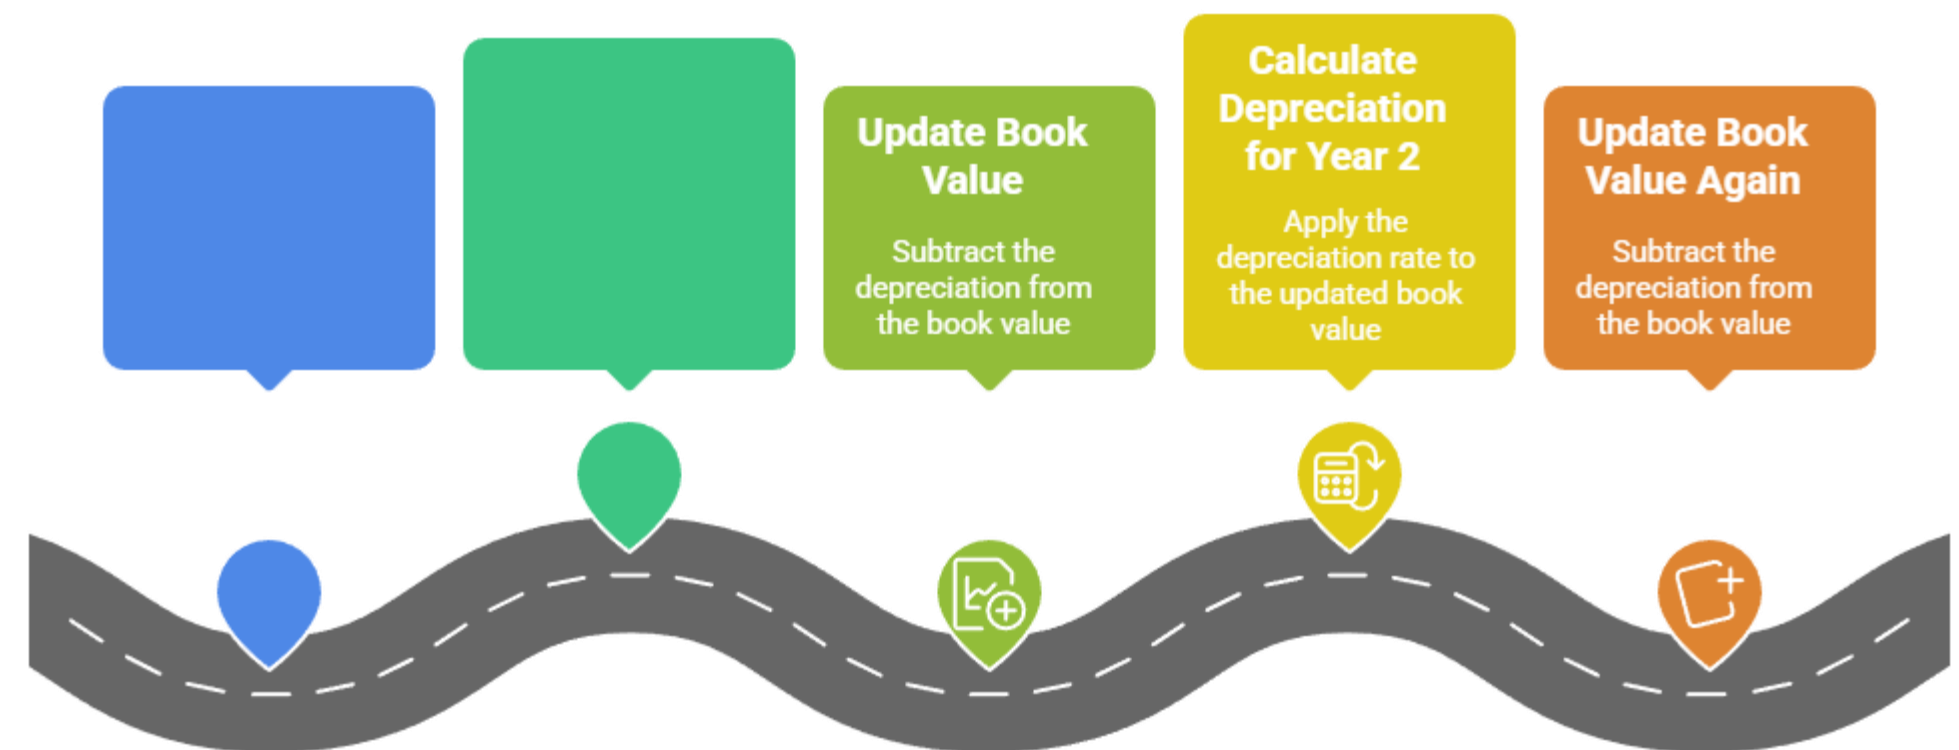 Update Book
Value
Subtract the
depreciation from
the book value
Calculate
Depreciation
for Year 2
Apply the
depreciation rate to
the updated book
value
Update Book
Value Again
Subtract the
depreciation from
the book value